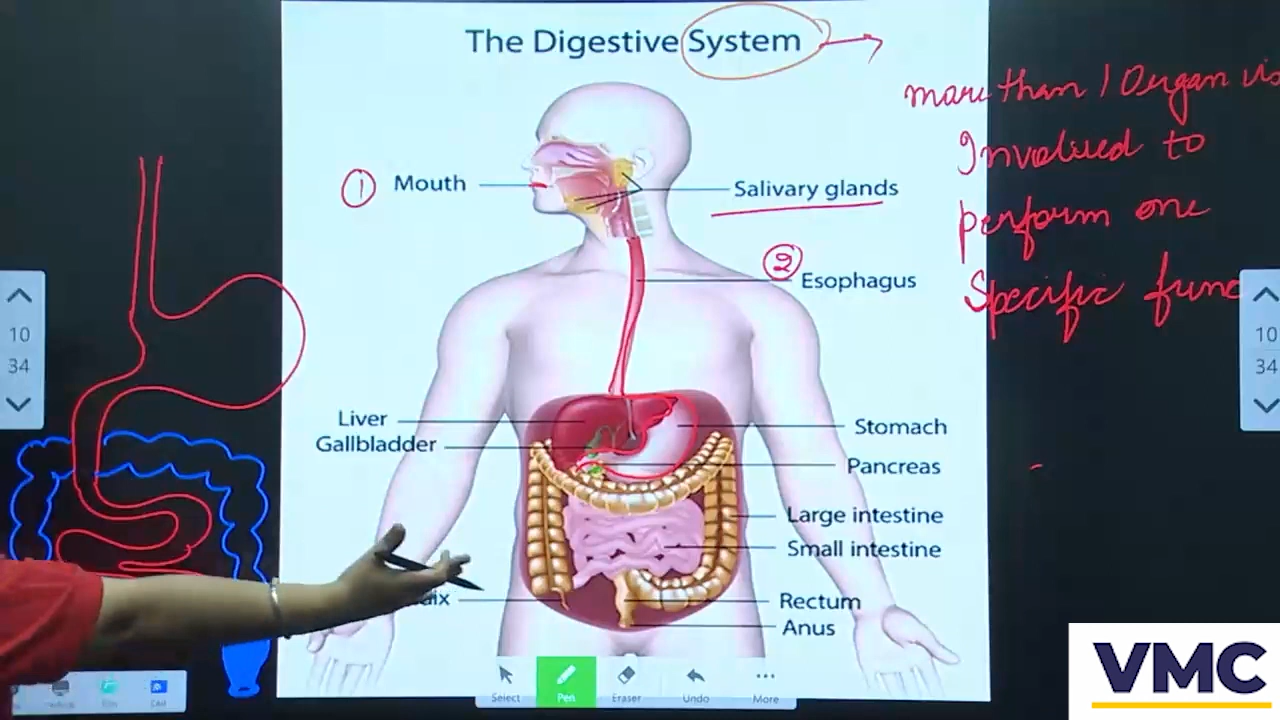 The Digestive System
more than 1 Organ is
Involved to
perform one
Specific func
1 Mouth
Salivary glands
2
Esophagus
Liver
Gallbladder
Stomach
Pancreas
Large intestine
Small intestine
Rectum
Anus
10
34
10
34
Select
Pen
Eraser
Undo
More
VMC